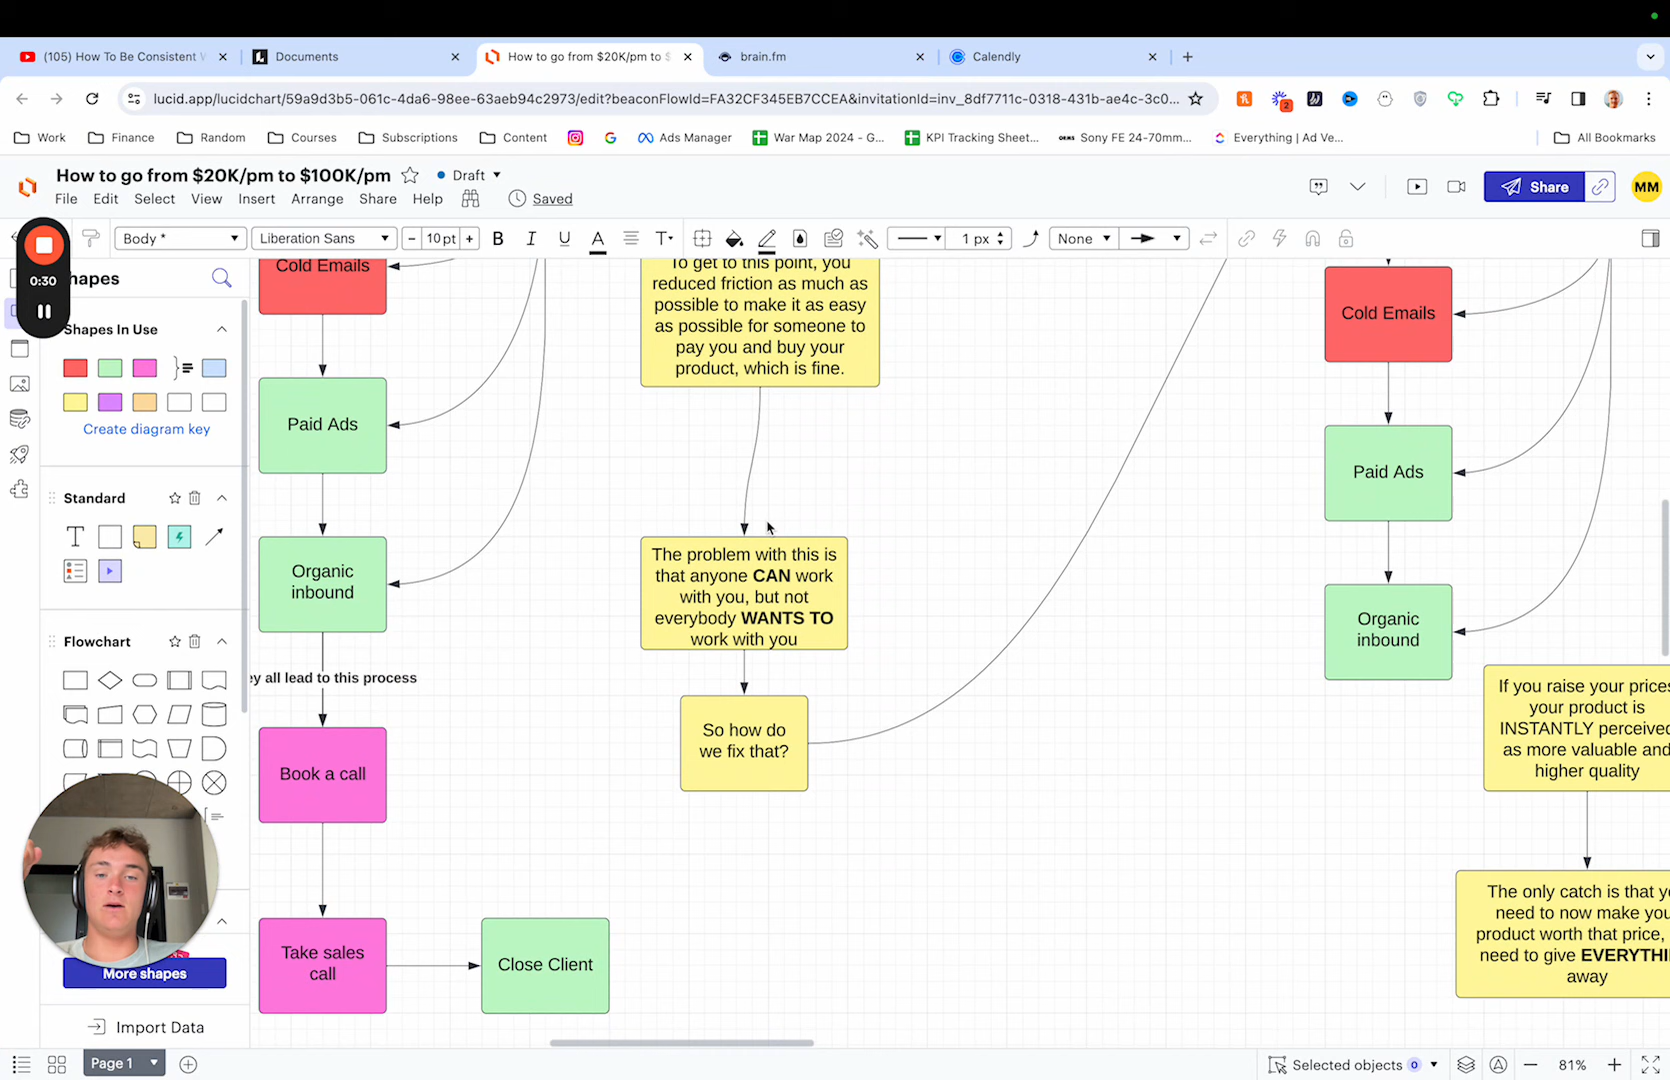 (105) How To Be Consistent W
Documents
How to go from $20K/pm to $
brain.fm
Calendly
lucid.app/lucidchart/59a9d3b5-061c-4da6-98ee-63aeb94c2973/edit?beaconFlowId=FA32CF345EB7CCEA&invitationId=inv_8df7711c-0318-431b-ae4c-3c0...
2
Work
Finance
Random
Courses
Subscriptions
Content
Ads Manager
War Map 2024 - G...
KPI Tracking Sheet...
Sony FE 24-70mm...
Everything | Ad Ve...
All Bookmarks
How to go from $20K/pm to $100K/pm
Draft
File
Edit
Select
View
Insert
Arrange
Share
Help
Saved
Share
MM
Body *
Liberation Sans
10 pt
B
I
U
A
T
1 px
None
0:30
Shapes In Use
Create diagram key
Standard
T
Flowchart
More shapes
Import Data
Cold Emails
Paid Ads
Organic
inbound
ey all lead to this process
Book a call
Take sales
call
Close Client
To get to this point, you
reduced friction as much as
possible to make it as easy
as possible for someone to
pay you and buy your
product, which is fine.
The problem with this is
that anyone CAN work
with you, but not
everybody WANTS TO
work with you
So how do
we fix that?
Cold Emails
Paid Ads
Organic
inbound
If you raise your prices
your product is
INSTANTLY perceived
as more valuable and
higher quality
The only catch is that y
need to now make you
product worth that price,
need to give EVERYTHI
away
Page 1
Selected objects
0
81%